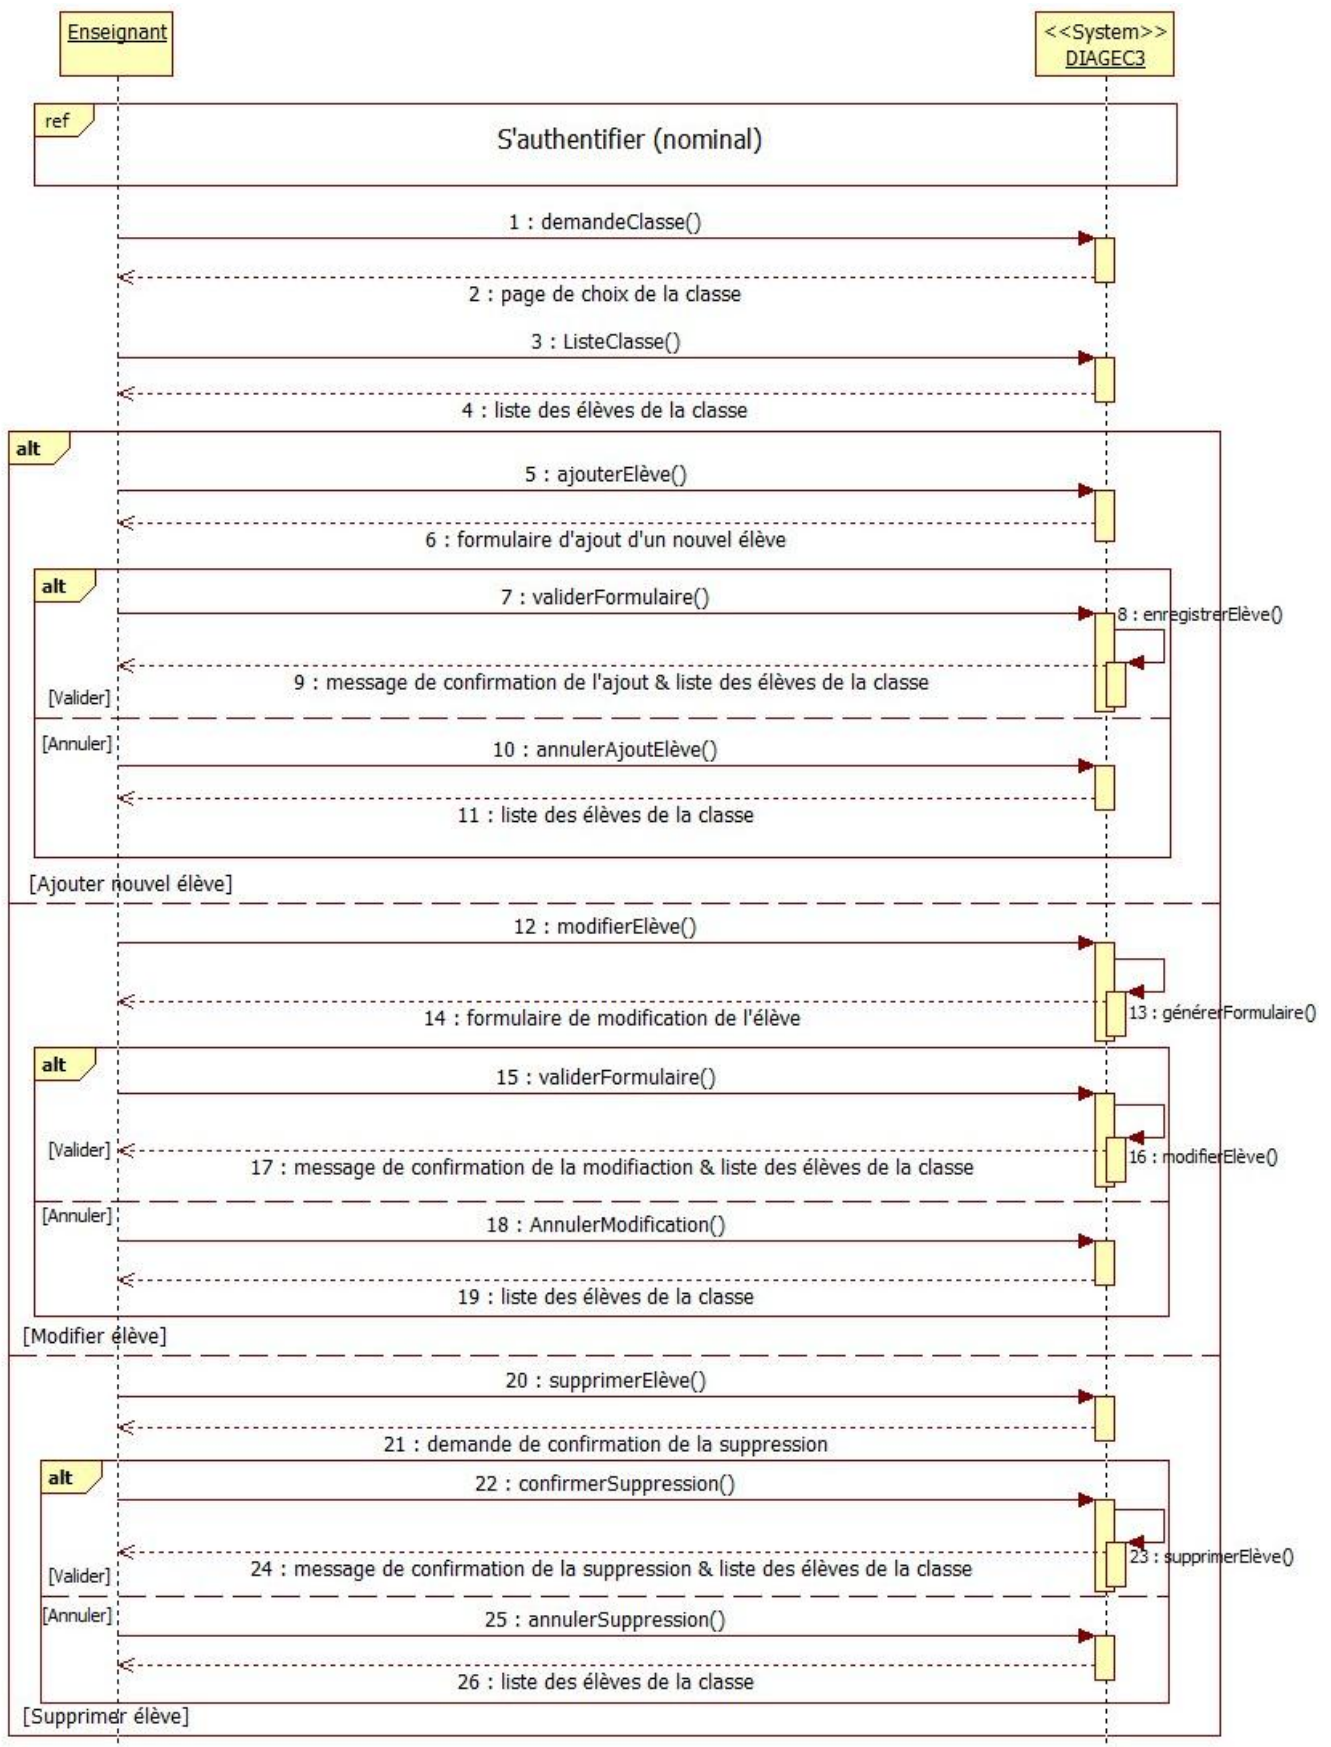 Enseignant
<<System>>
DIAGEC3
ref
S'authentifier (nominal)
1 : demandeClasse()
2 : page de choix de la classe
3 : ListeClasse()
4 : liste des élèves de la classe
alt
5 : ajouterElève()
6 : formulaire d'ajout d'un nouvel élève
alt
7 : validerFormulaire()
8 : enregistrerElève()
9 : message de confirmation de l'ajout & liste des élèves de la classe
[Valider]
[Annuler]
10 : annulerAjoutElève()
11 : liste des élèves de la classe
[Ajouter nouvel élève]
12 : modifierElève()
13 : générerFormulaire()
14 : formulaire de modification de l'élève
alt
15 : validerFormulaire()
[Valider]
16 : modifierElève()
17 : message de confirmation de la modifiaction & liste des élèves de la classe
[Annuler]
18 : AnnulerModification()
19 : liste des élèves de la classe
[Modifier élève]
20 : supprimerElève()
21 : demande de confirmation de la suppression
alt
22 : confirmerSuppression()
23 : supprimerElève()
24 : message de confirmation de la suppression & liste des élèves de la classe
[Valider]
[Annuler]
25 : annulerSuppression()
26 : liste des élèves de la classe
[Supprimer élève]